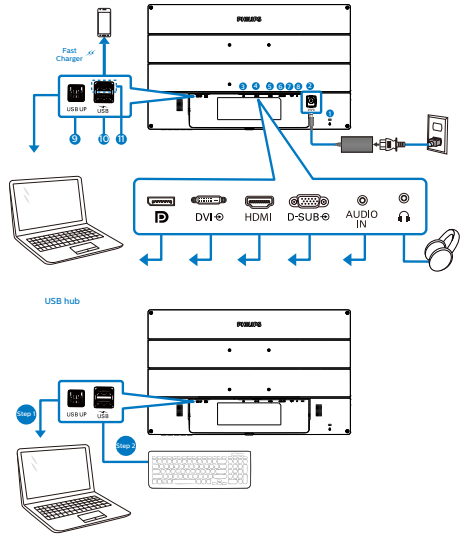 PHILIPS
Fast
Charger
3 4 5 6 7 8 2
1
USB UP
USB
9 10 11
DVI
HDMI
D-SUB
AUDIO
IN
USB hub
PHILIPS
Step 1
USB UP
USB
Step 2